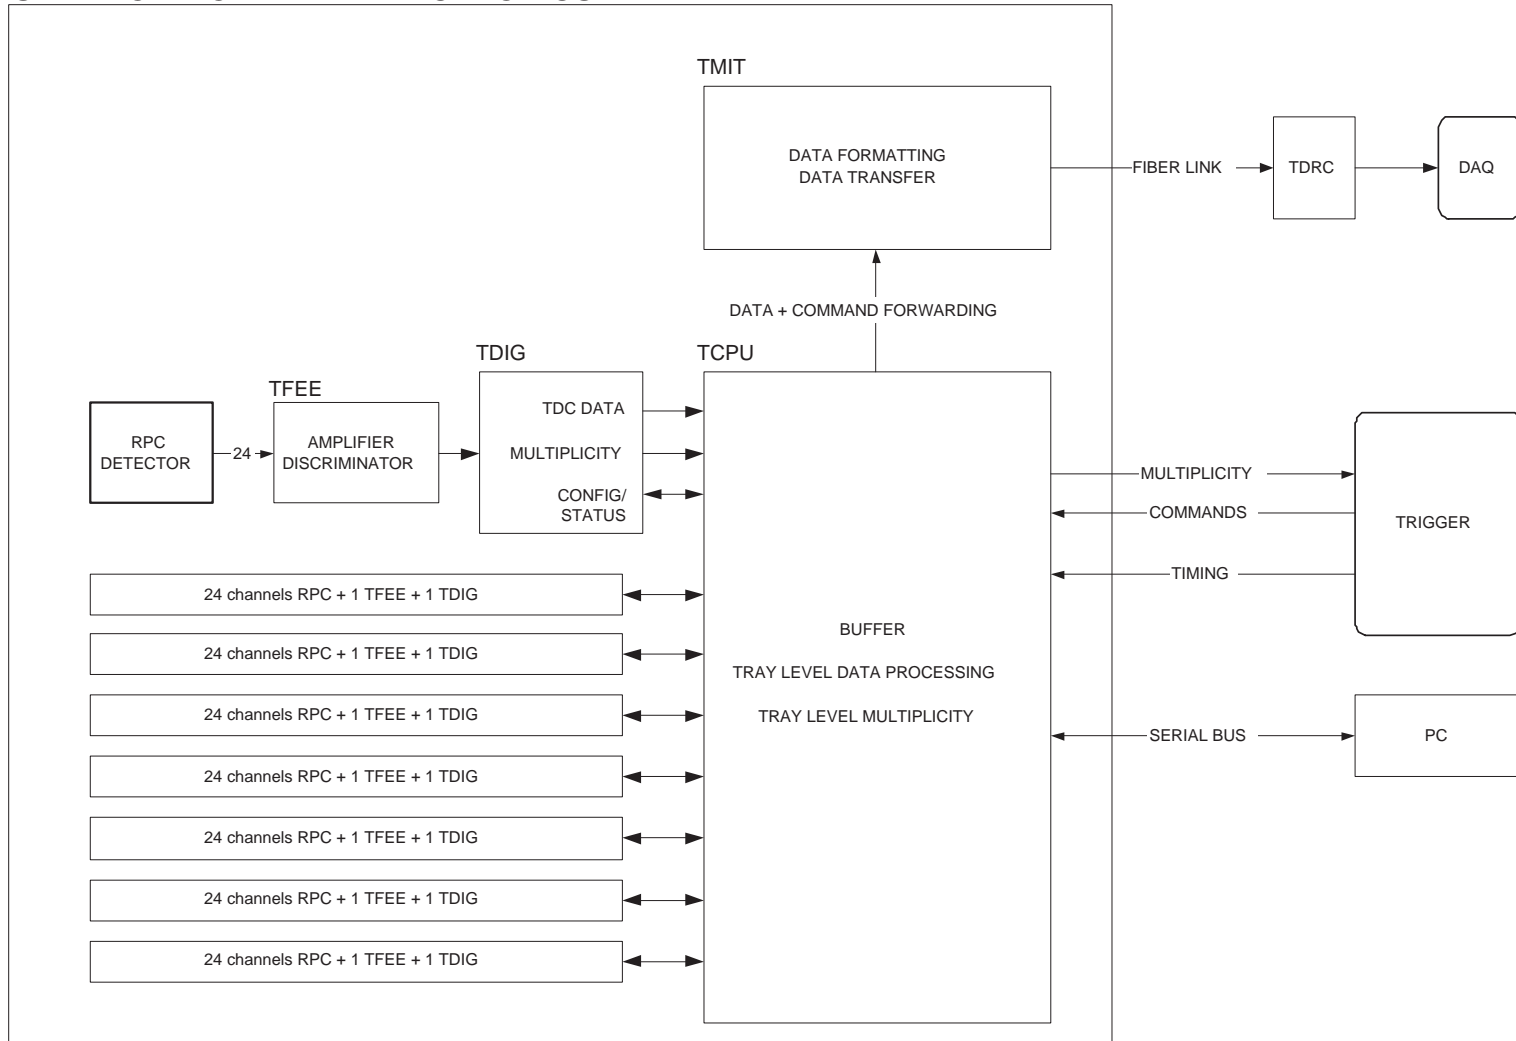 TMIT
DATA FORMATTING
DATA TRANSFER
FIBER LINK
TDRC
DAQ
DATA + COMMAND FORWARDING
TDIG
TCPU
TFEE
RPC
DETECTOR
24
AMPLIFIER
DISCRIMINATOR
TDC DATA
MULTIPLICITY
CONFIG/
STATUS
MULTIPLICITY
COMMANDS
TIMING
TRIGGER
24 channels RPC + 1 TFEE + 1 TDIG
24 channels RPC + 1 TFEE + 1 TDIG
24 channels RPC + 1 TFEE + 1 TDIG
24 channels RPC + 1 TFEE + 1 TDIG
24 channels RPC + 1 TFEE + 1 TDIG
24 channels RPC + 1 TFEE + 1 TDIG
24 channels RPC + 1 TFEE + 1 TDIG
BUFFER
TRAY LEVEL DATA PROCESSING
TRAY LEVEL MULTIPLICITY
SERIAL BUS
PC